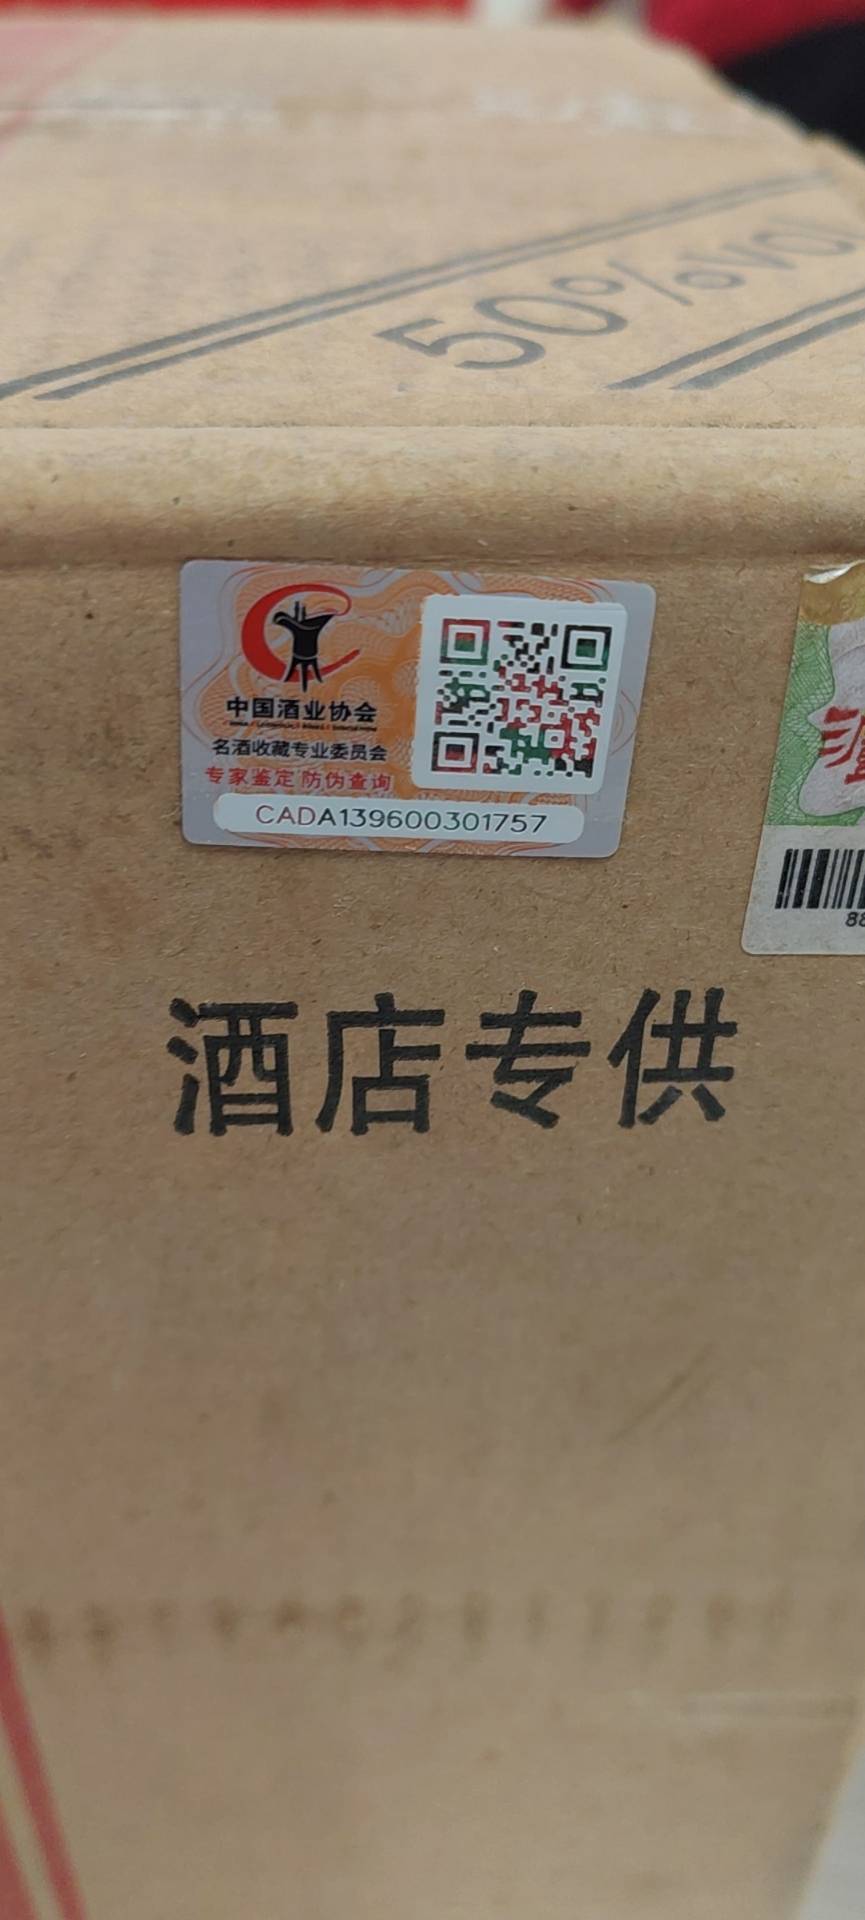 50%vol
中国酒业协会
名酒收藏专业委员会
专家鉴定 防伪查询
CADA139600301757
酒店专供